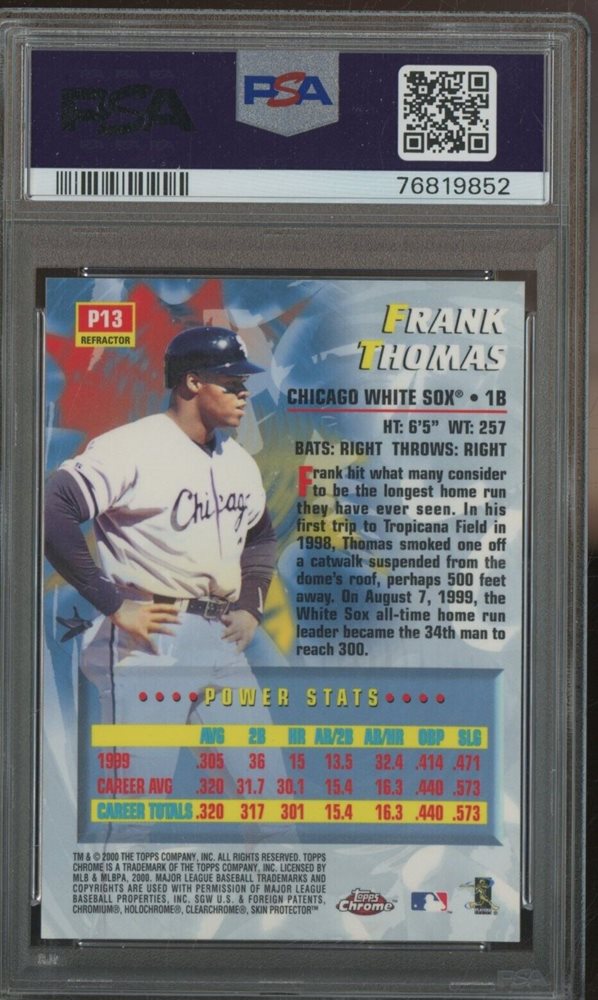 PSA
PSA
76819852
P13
REFRACTOR
FRANK
THOMAS
CHICAGO WHITE SOX® • 1B
HT: 6'5" WT: 257
BATS: RIGHT THROWS: RIGHT
Frank hit what many consider
to be the longest home run
they have ever seen. In his
first trip to Tropicana Field in
1998, Thomas smoked one off
a catwalk suspended from the
dome's roof, perhaps 500 feet
away. On August 7, 1999, the
White Sox all-time home run
leader became the 34th man to
reach 300.
Chicago
• • • • POWER STATS • • • •
AVG 2B HR AB/2B AB/HR OBP SLG
1999 .305 36 15 13.5 32.4 .414 .471
CAREER AVG .320 31.7 30.1 15.4 16.3 .440 .573
CAREER TOTALS .320 317 301 15.4 16.3 .440 .573
TM & © 2000 THE TOPPS COMPANY, INC. ALL RIGHTS RESERVED. TOPPS
CHROME IS A TRADEMARK OF THE TOPPS COMPANY, INC. LICENSED BY
MLB & MLBPA, 2000. MAJOR LEAGUE BASEBALL TRADEMARKS AND
COPYRIGHTS ARE USED WITH PERMISSION OF MAJOR LEAGUE
BASEBALL PROPERTIES, INC. SGW U.S. & FOREIGN PATENTS,
CHROMIUM®, HOLOCHROME®, CLEARCHROME®, SKIN PROTECTOR™
Topps
Chrome
PSA